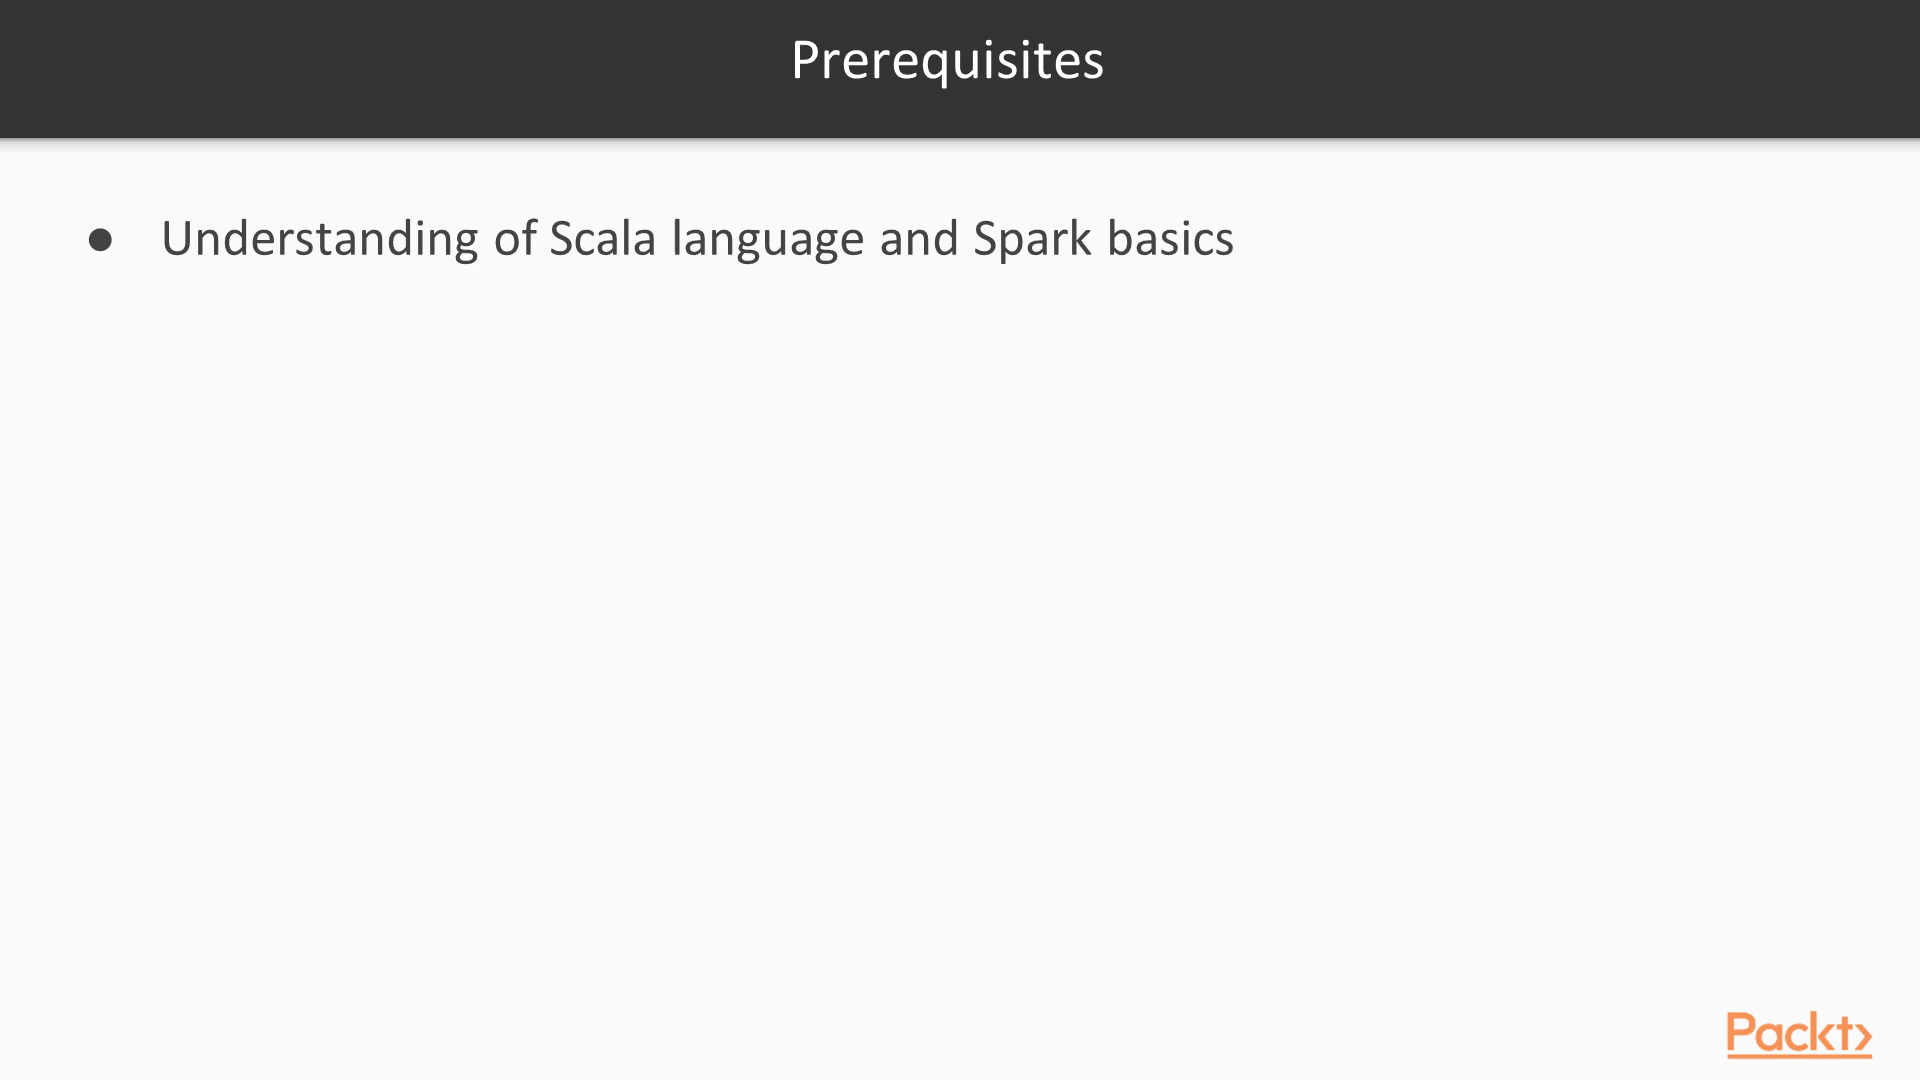 Prerequisites
● Understanding of Scala language and Spark basics
Packt>